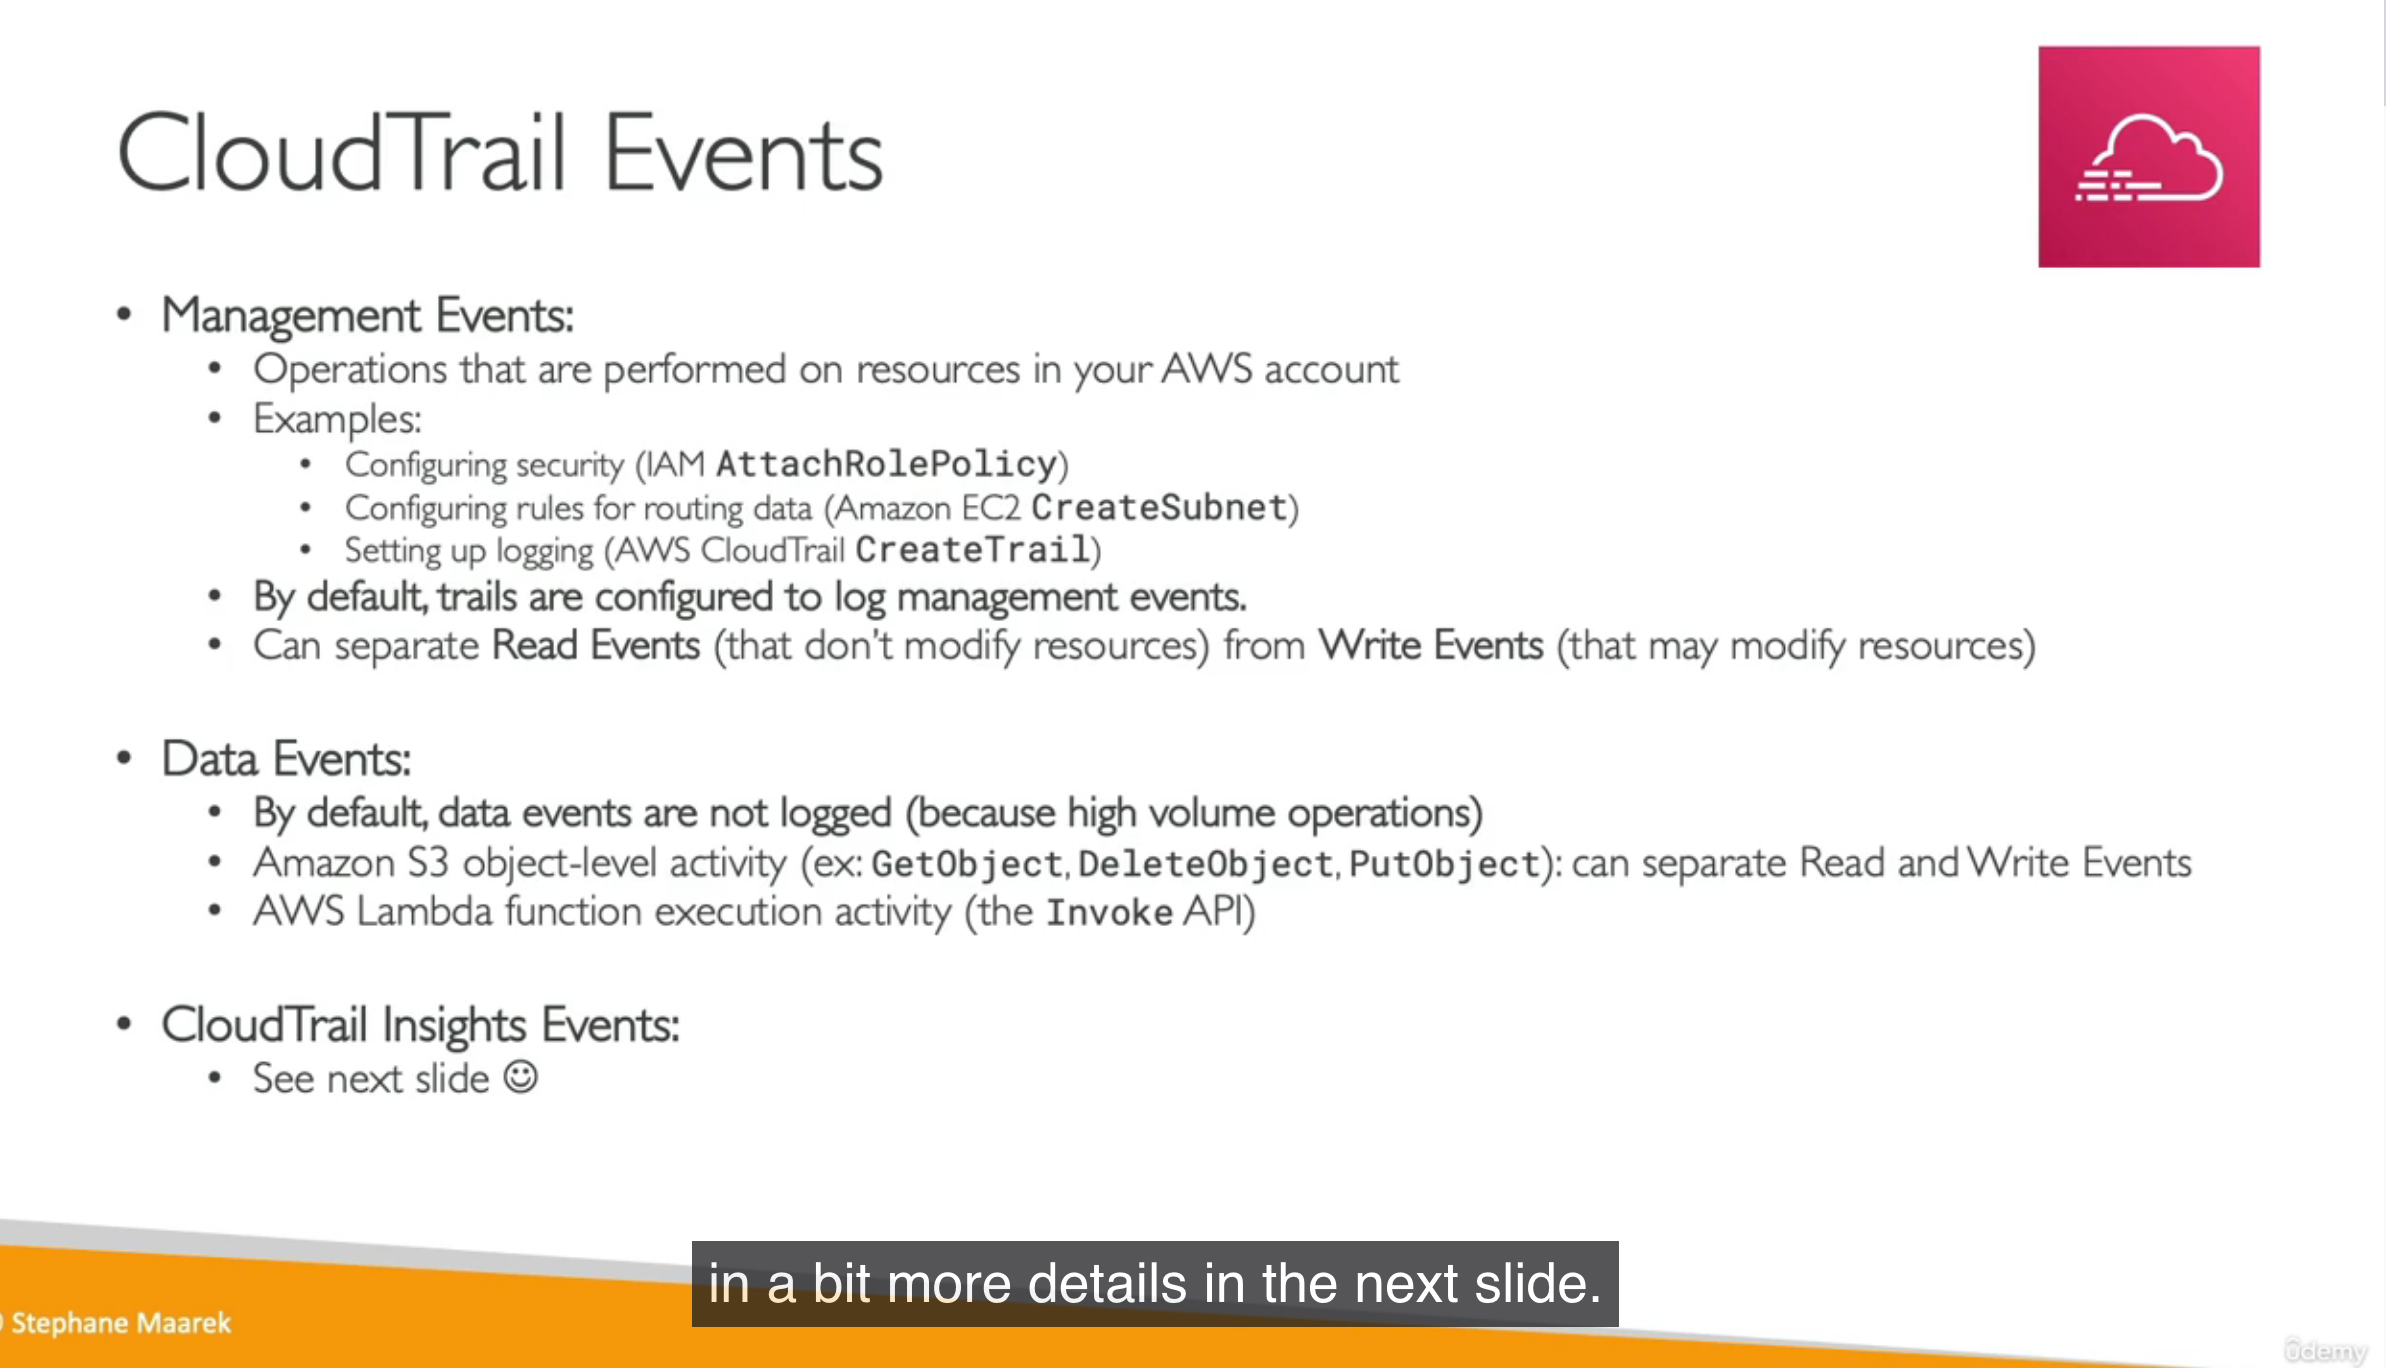 CloudTrail Events
• Management Events:
• Operations that are performed on resources in your AWS account
• Examples:
• Configuring security (IAM AttachRolePolicy)
• Configuring rules for routing data (Amazon EC2 CreateSubnet)
• Setting up logging (AWS CloudTrail CreateTrail)
• By default, trails are configured to log management events.
• Can separate Read Events (that don't modify resources) from Write Events (that may modify resources)
• Data Events:
• By default, data events are not logged (because high volume operations)
• Amazon S3 object-level activity (ex: GetObject, DeleteObject, PutObject): can separate Read and Write Events
• AWS Lambda function execution activity (the Invoke API)
• CloudTrail Insights Events:
• See next slide ☺
in a bit more details in the next slide.
Stephane Maarek
ûdemy